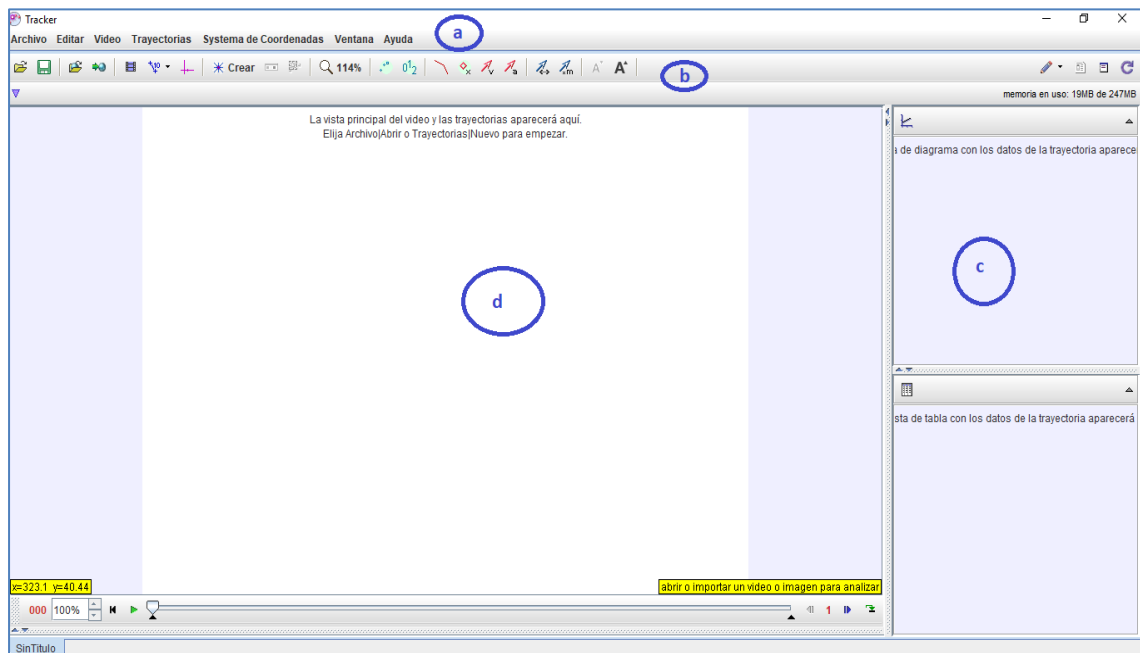 Tracker
Archivo Editar Video Trayectorias Systema de Coordenadas Ventana Ayuda
a
Crear 114% 0¹2 x v a m A A
b
memoria en uso: 19MB de 247MB
La vista principal del video y las trayectorias aparecerá aquí.
Elija Archivo|Abrir o Trayectorias|Nuevo para empezar.
a de diagrama con los datos de la trayectoria aparece
c
d
sta de tabla con los datos de la trayectoria aparecerá
x=323.1 y=40.44
abrir o importar un video o imagen para analizar
000 100% 1
SinTitulo